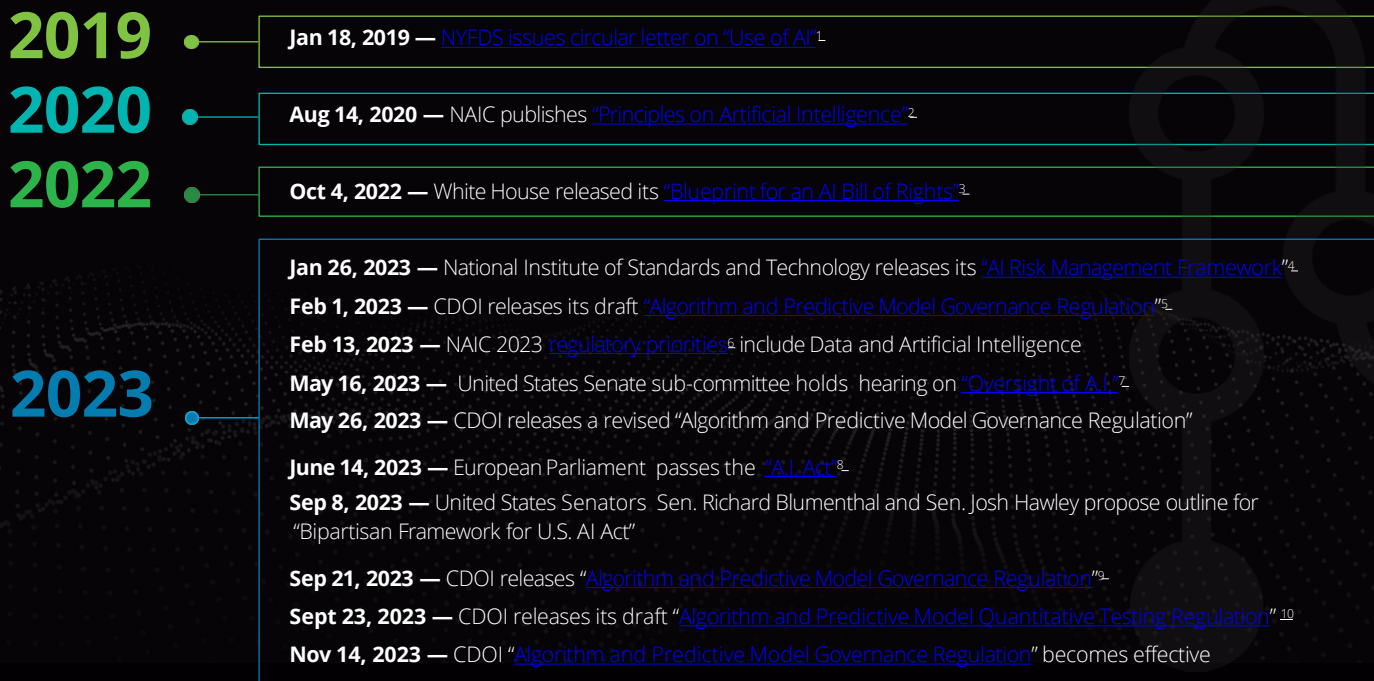 2019
Jan 18, 2019 — NYFDS issues circular letter on “Use of AI”1
2020
Aug 14, 2020 — NAIC publishes “Principles on Artificial Intelligence”2
2022
Oct 4, 2022 — White House released its “Blueprint for an AI Bill of Rights”3
2023
Jan 26, 2023 — National Institute of Standards and Technology releases its “AI Risk Management Framework”4
Feb 1, 2023 — CDOI releases its draft “Algorithm and Predictive Model Governance Regulation”5
Feb 13, 2023 — NAIC 2023 regulatory priorities6 include Data and Artificial Intelligence
May 16, 2023 — United States Senate sub-committee holds hearing on “Oversight of A.I.”7
May 26, 2023 — CDOI releases a revised “Algorithm and Predictive Model Governance Regulation”
June 14, 2023 — European Parliament passes the “A.I. Act”8
Sep 8, 2023 — United States Senators Sen. Richard Blumenthal and Sen. Josh Hawley propose outline for
“Bipartisan Framework for U.S. AI Act”
Sep 21, 2023 — CDOI releases “Algorithm and Predictive Model Governance Regulation”9
Sept 23, 2023 — CDOI releases its draft “Algorithm and Predictive Model Quantitative Testing Regulation” 10
Nov 14, 2023 — CDOI “Algorithm and Predictive Model Governance Regulation” becomes effective